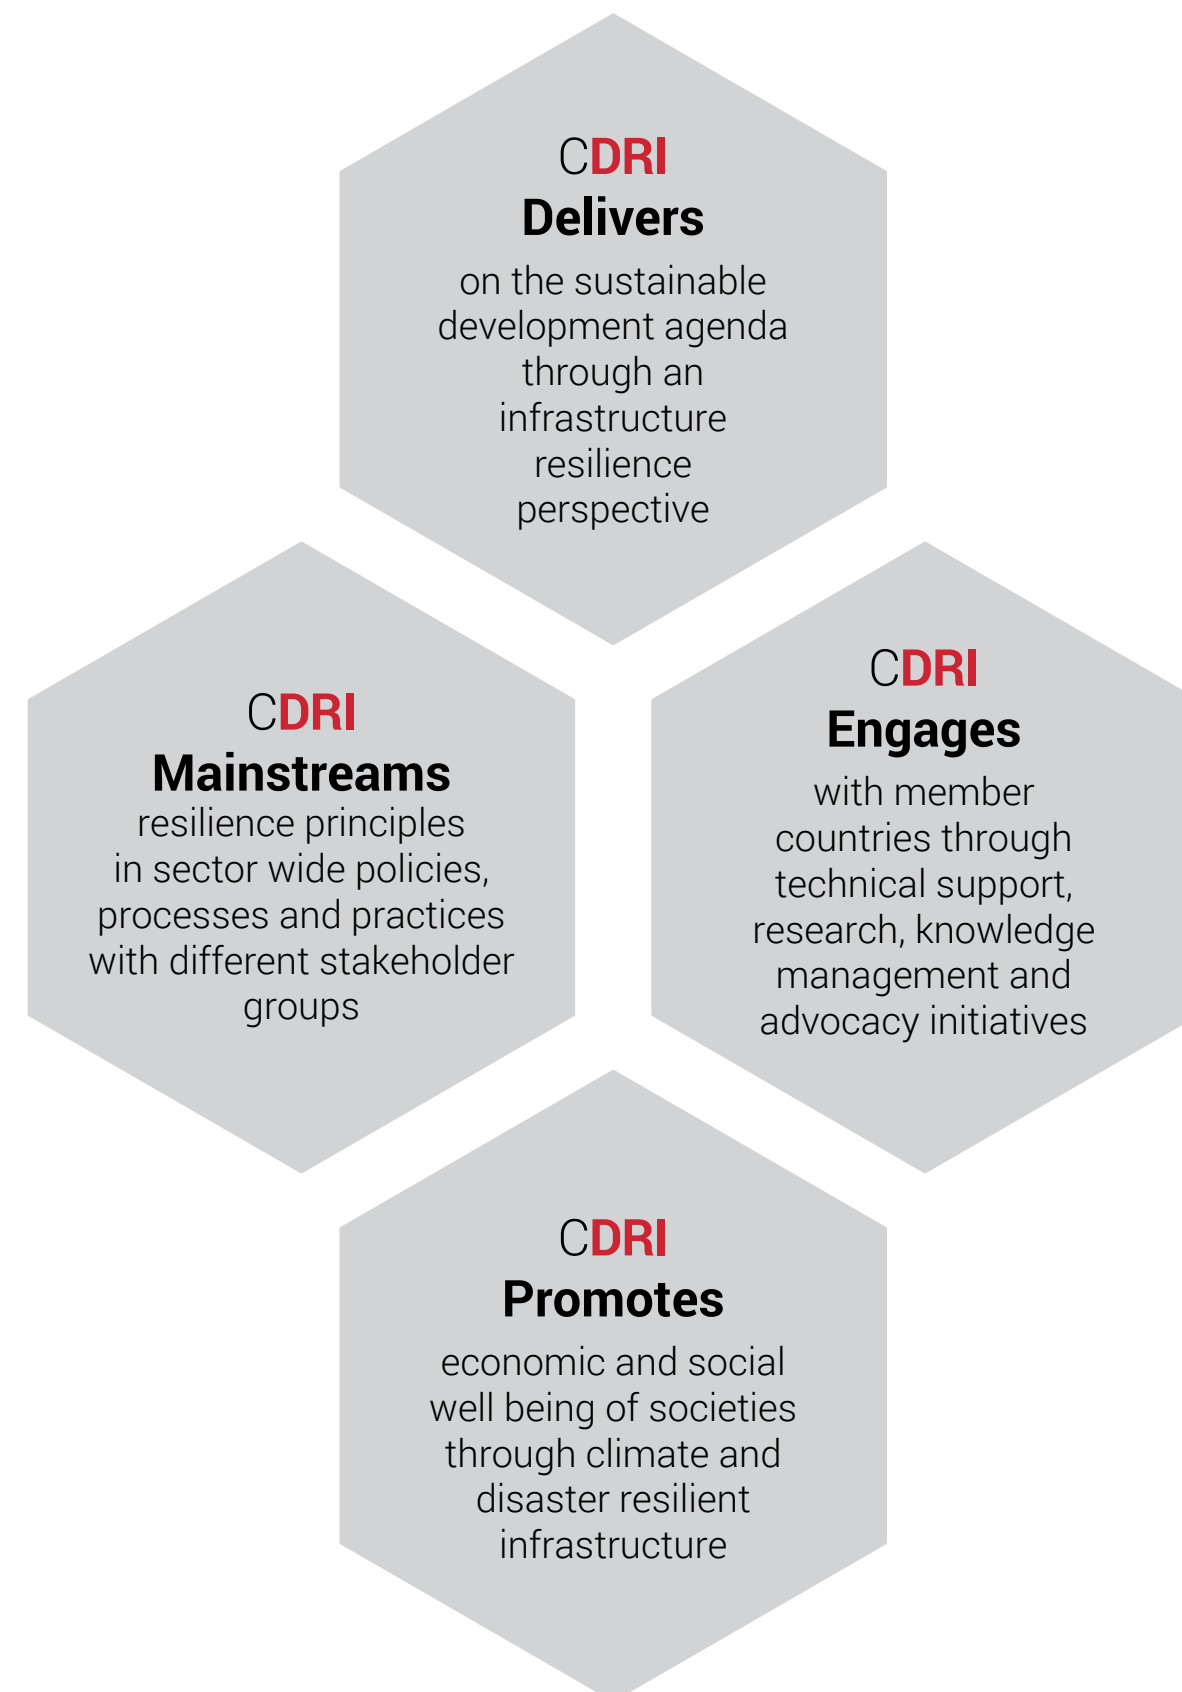 CDRI
Delivers
on the sustainable
development agenda
through an
infrastructure
resilience
perspective
CDRI
Mainstreams
resilience principles
in sector wide policies,
processes and practices
with different stakeholder
groups
CDRI
Engages
with member
countries through
technical support,
research, knowledge
management and
advocacy initiatives
CDRI
Promotes
economic and social
well being of societies
through climate and
disaster resilient
infrastructure